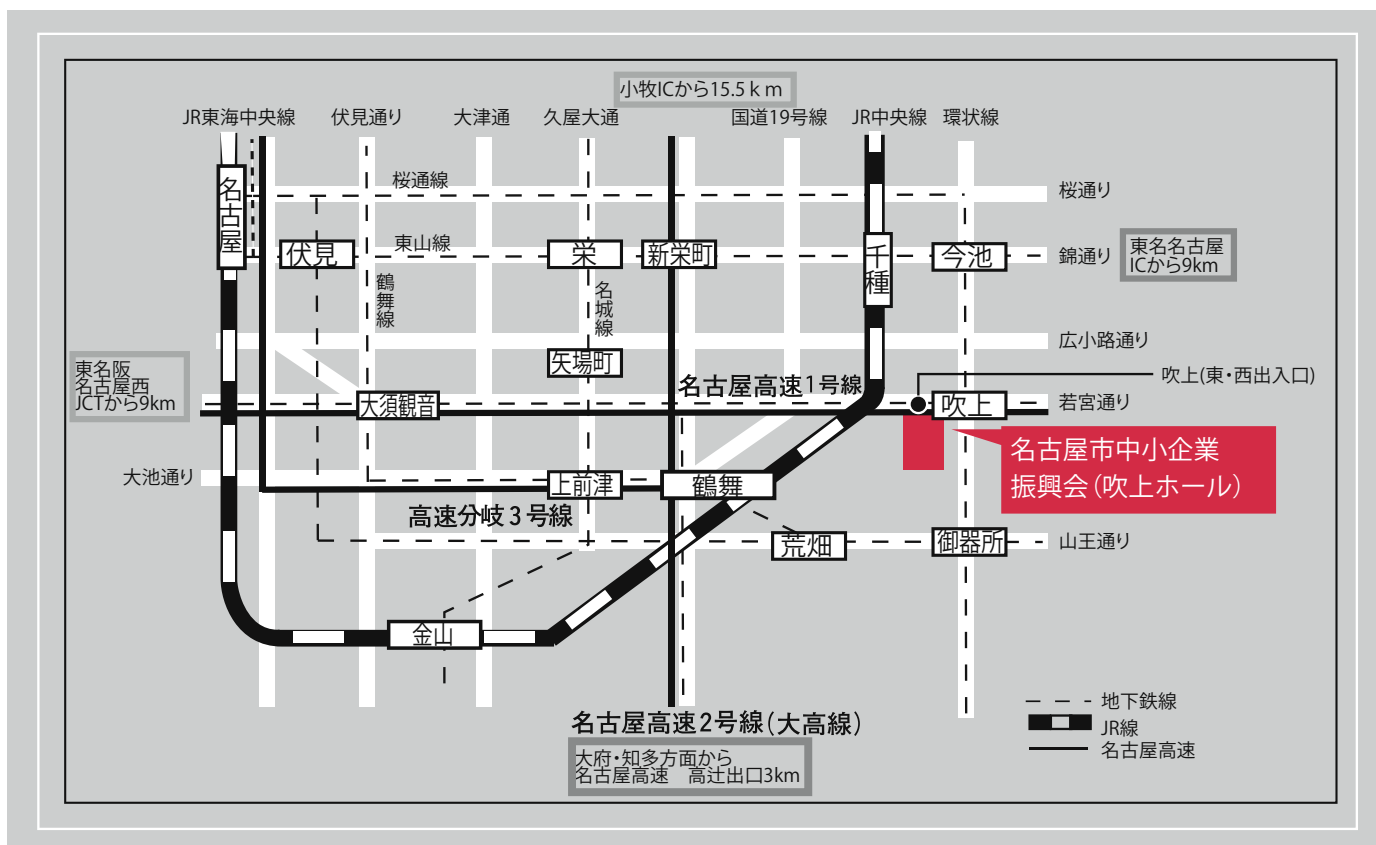 小牧ICから15.5ｋｍ
JR東海中央線
伏見通り
大津通
久屋大通
国道19号線
JR中央線
環状線
桜通線
桜通り
名古屋
伏見
東山線
栄
新栄町
千種
今池
錦通り
東名名古屋
ICから9km
鶴舞線
名城線
広小路通り
矢場町
東名阪
名古屋西
JCTから9km
名古屋高速1号線
吹上(東・西出入口)
大須観音
吹上
若宮通り
名古屋市中小企業
振興会(吹上ホール)
大池通り
上前津
鶴舞
高速分岐3号線
荒畑
御器所
山王通り
金山
名古屋高速2号線(大高線)
大府・知多方面から
名古屋高速　高辻出口3km
地下鉄線
JR線
名古屋高速